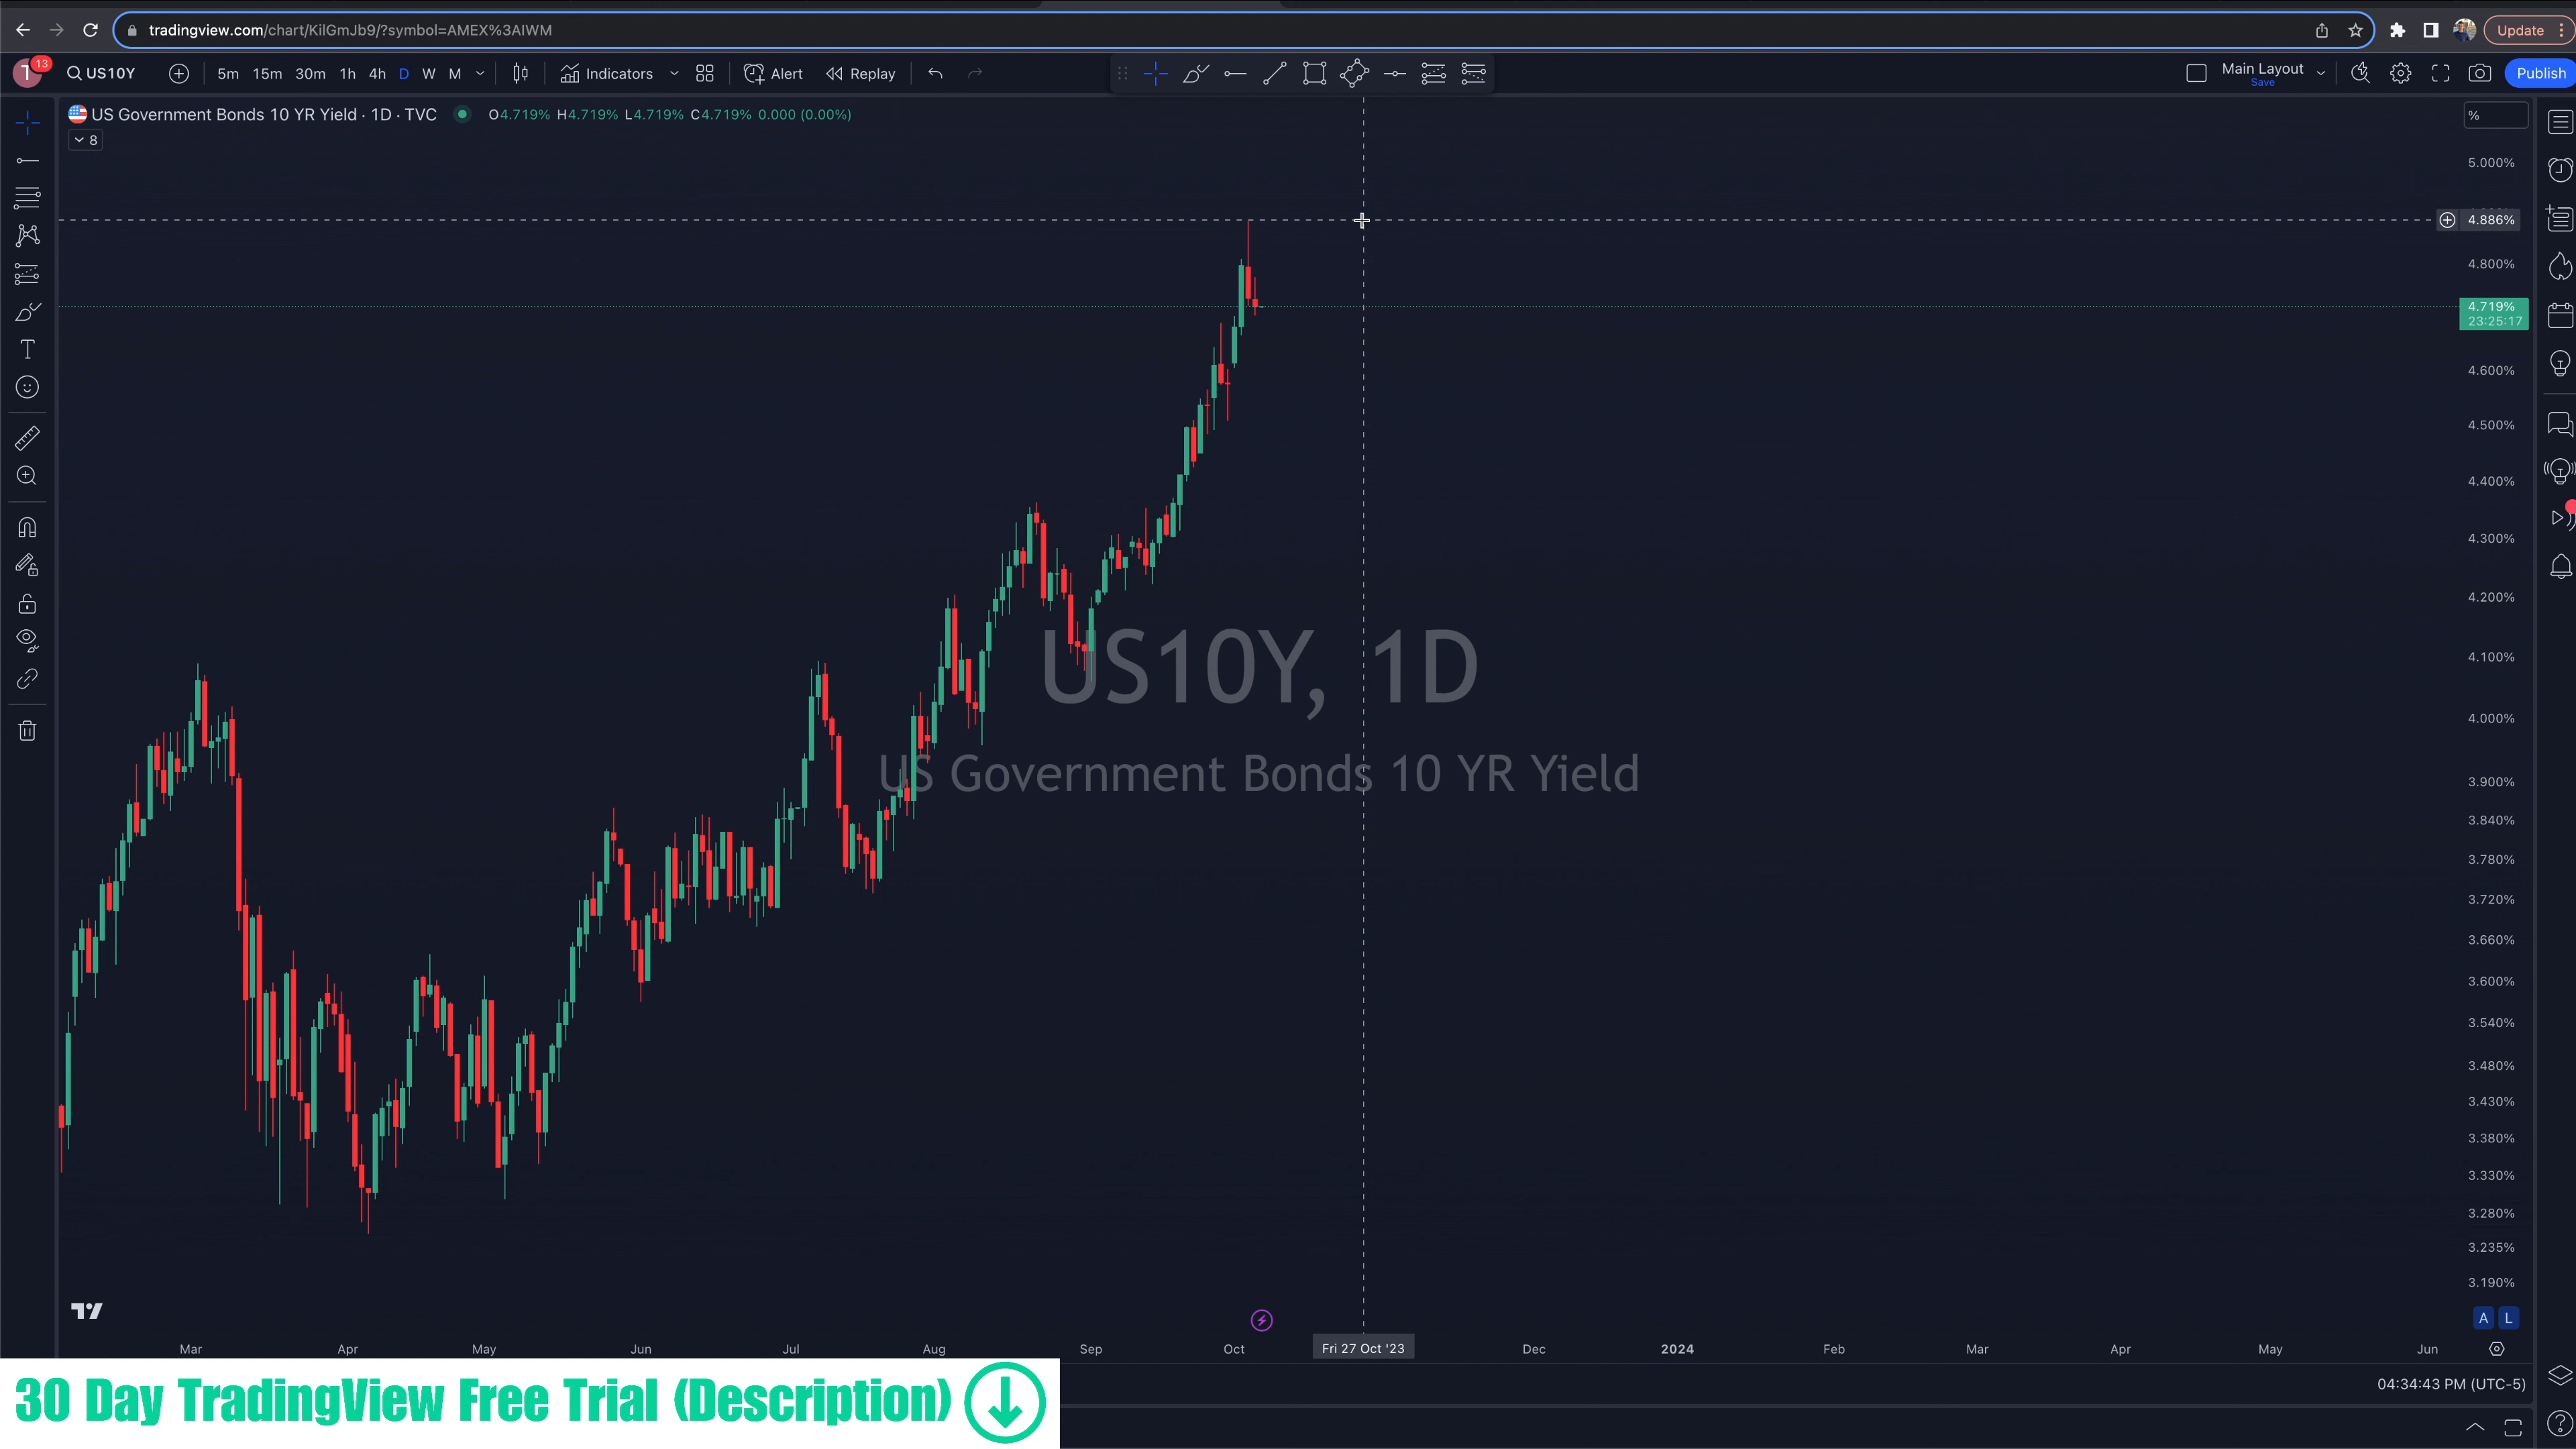 tradingview.com/chart/KilGmJb9/?symbol=AMEX%3AIWM
Update
T 13 US10Y 5m 15m 30m 1h 4h D W M Indicators Alert Replay Main Layout Save Publish
US Government Bonds 10 YR Yield · 1D · TVC O4.719% H4.719% L4.719% C4.719% 0.000 (0.00%)
%
8
5.000%
4.886%
4.800%
4.719%
23:25:17
4.600%
4.500%
4.400%
4.300%
4.200%
4.100%
4.000%
3.900%
3.840%
3.780%
3.720%
3.660%
3.600%
3.540%
3.480%
3.430%
3.380%
3.330%
3.280%
3.235%
3.190%
US10Y, 1D
US Government Bonds 10 YR Yield
A L
Mar Apr May Jun Jul Aug Sep Oct Fri 27 Oct '23 Dec 2024 Feb Mar Apr May Jun
30 Day TradingView Free Trial (Description)
04:34:43 PM (UTC-5)